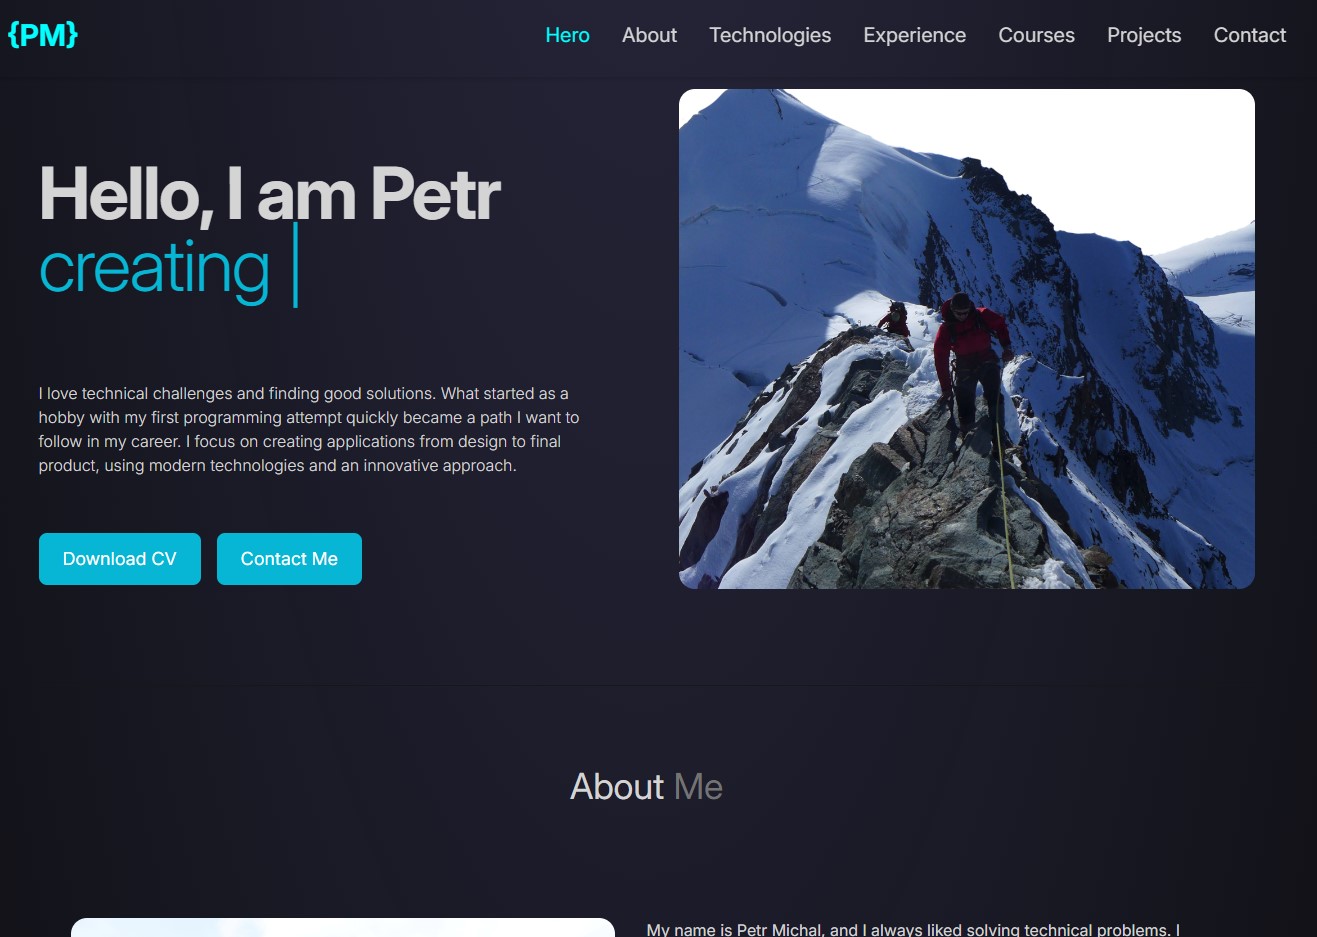 {PM}
Hero About Technologies Experience Courses Projects Contact
Hello, I am Petr
creating
I love technical challenges and finding good solutions. What started as a
hobby with my first programming attempt quickly became a path I want to
follow in my career. I focus on creating applications from design to final
product, using modern technologies and an innovative approach.
Download CV Contact Me
About Me
My name is Petr Michal, and I always liked solving technical problems. I